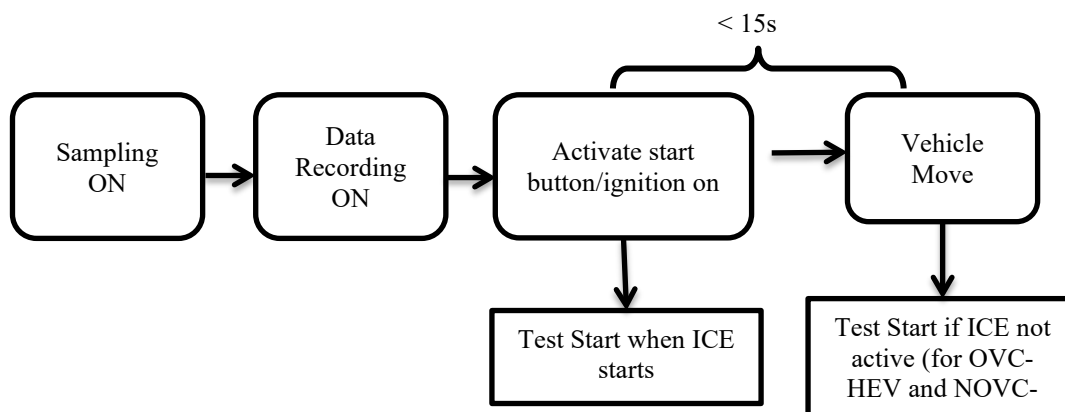 < 15s
Sampling
ON
Data
Recording
ON
Activate start
button/ignition on
Vehicle
Move
Test Start when ICE
starts
Test Start if ICE not
active (for OVC-
HEV and NOVC-